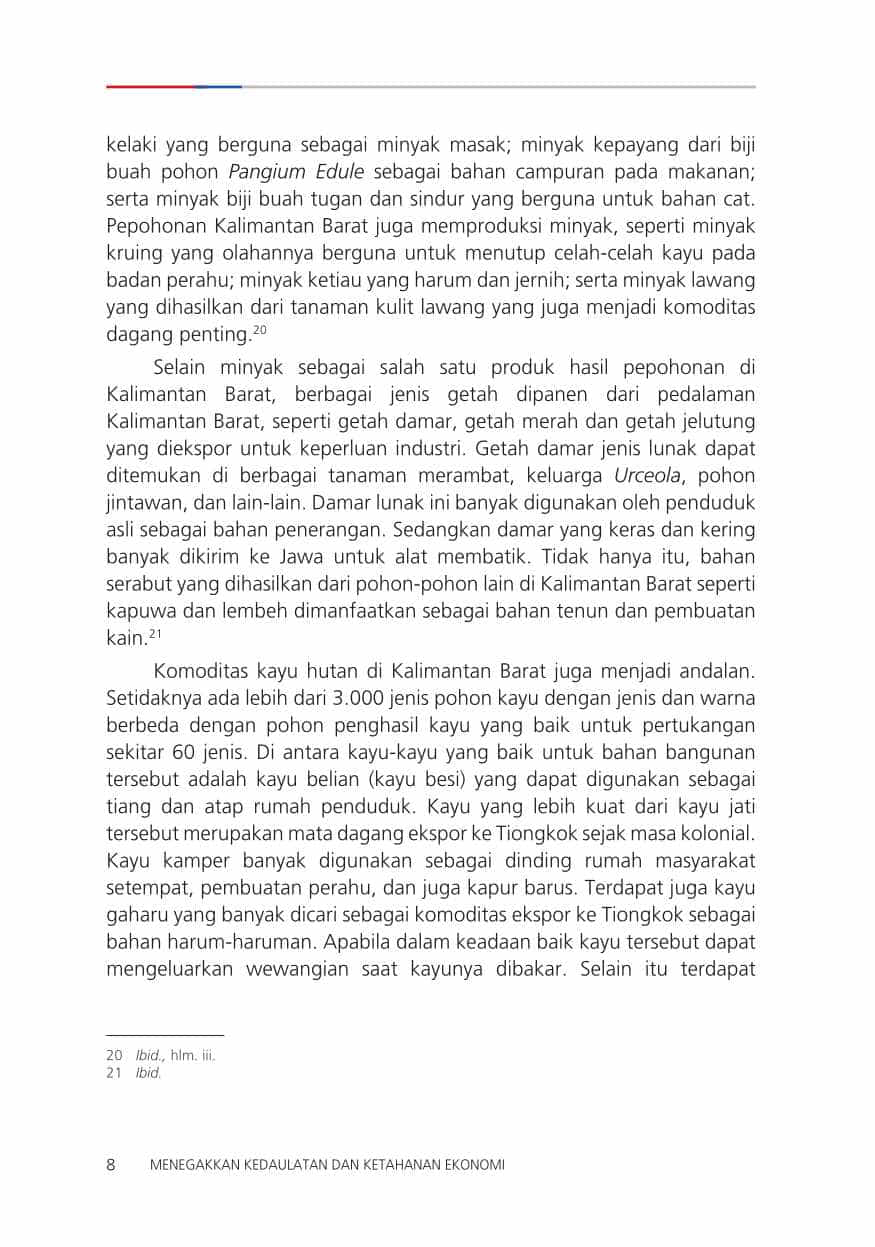 kelaki yang berguna sebagai minyak masak; minyak kepayang dari biji
buah pohon Pangium Edule sebagai bahan campuran pada makanan;
serta minyak biji buah tugan dan sindur yang berguna untuk bahan cat.
Pepohonan Kalimantan Barat juga memproduksi minyak, seperti minyak
kruing yang olahannya berguna untuk menutup celah-celah kayu pada
badan perahu; minyak ketiau yang harum dan jernih; serta minyak lawang
yang dihasilkan dari tanaman kulit lawang yang juga menjadi komoditas
dagang penting.20
Selain minyak sebagai salah satu produk hasil pepohonan di
Kalimantan Barat, berbagai jenis getah dipanen dari pedalaman
Kalimantan Barat, seperti getah damar, getah merah dan getah jelutung
yang diekspor untuk keperluan industri. Getah damar jenis lunak dapat
ditemukan di berbagai tanaman merambat, keluarga Urceola, pohon
jintawan, dan lain-lain. Damar lunak ini banyak digunakan oleh penduduk
asli sebagai bahan penerangan. Sedangkan damar yang keras dan kering
banyak dikirim ke Jawa untuk alat membatik. Tidak hanya itu, bahan
serabut yang dihasilkan dari pohon-pohon lain di Kalimantan Barat seperti
kapuwa dan lembeh dimanfaatkan sebagai bahan tenun dan pembuatan
kain.21
Komoditas kayu hutan di Kalimantan Barat juga menjadi andalan.
Setidaknya ada lebih dari 3.000 jenis pohon kayu dengan jenis dan warna
berbeda dengan pohon penghasil kayu yang baik untuk pertukangan
sekitar 60 jenis. Di antara kayu-kayu yang baik untuk bahan bangunan
tersebut adalah kayu belian (kayu besi) yang dapat digunakan sebagai
tiang dan atap rumah penduduk. Kayu yang lebih kuat dari kayu jati
tersebut merupakan mata dagang ekspor ke Tiongkok sejak masa kolonial.
Kayu kamper banyak digunakan sebagai dinding rumah masyarakat
setempat, pembuatan perahu, dan juga kapur barus. Terdapat juga kayu
gaharu yang banyak dicari sebagai komoditas ekspor ke Tiongkok sebagai
bahan harum-haruman. Apabila dalam keadaan baik kayu tersebut dapat
mengeluarkan wewangian saat kayunya dibakar. Selain itu terdapat
20 Ibid., hlm. iii.
21 Ibid.
8 MENEGAKKAN KEDAULATAN DAN KETAHANAN EKONOMI